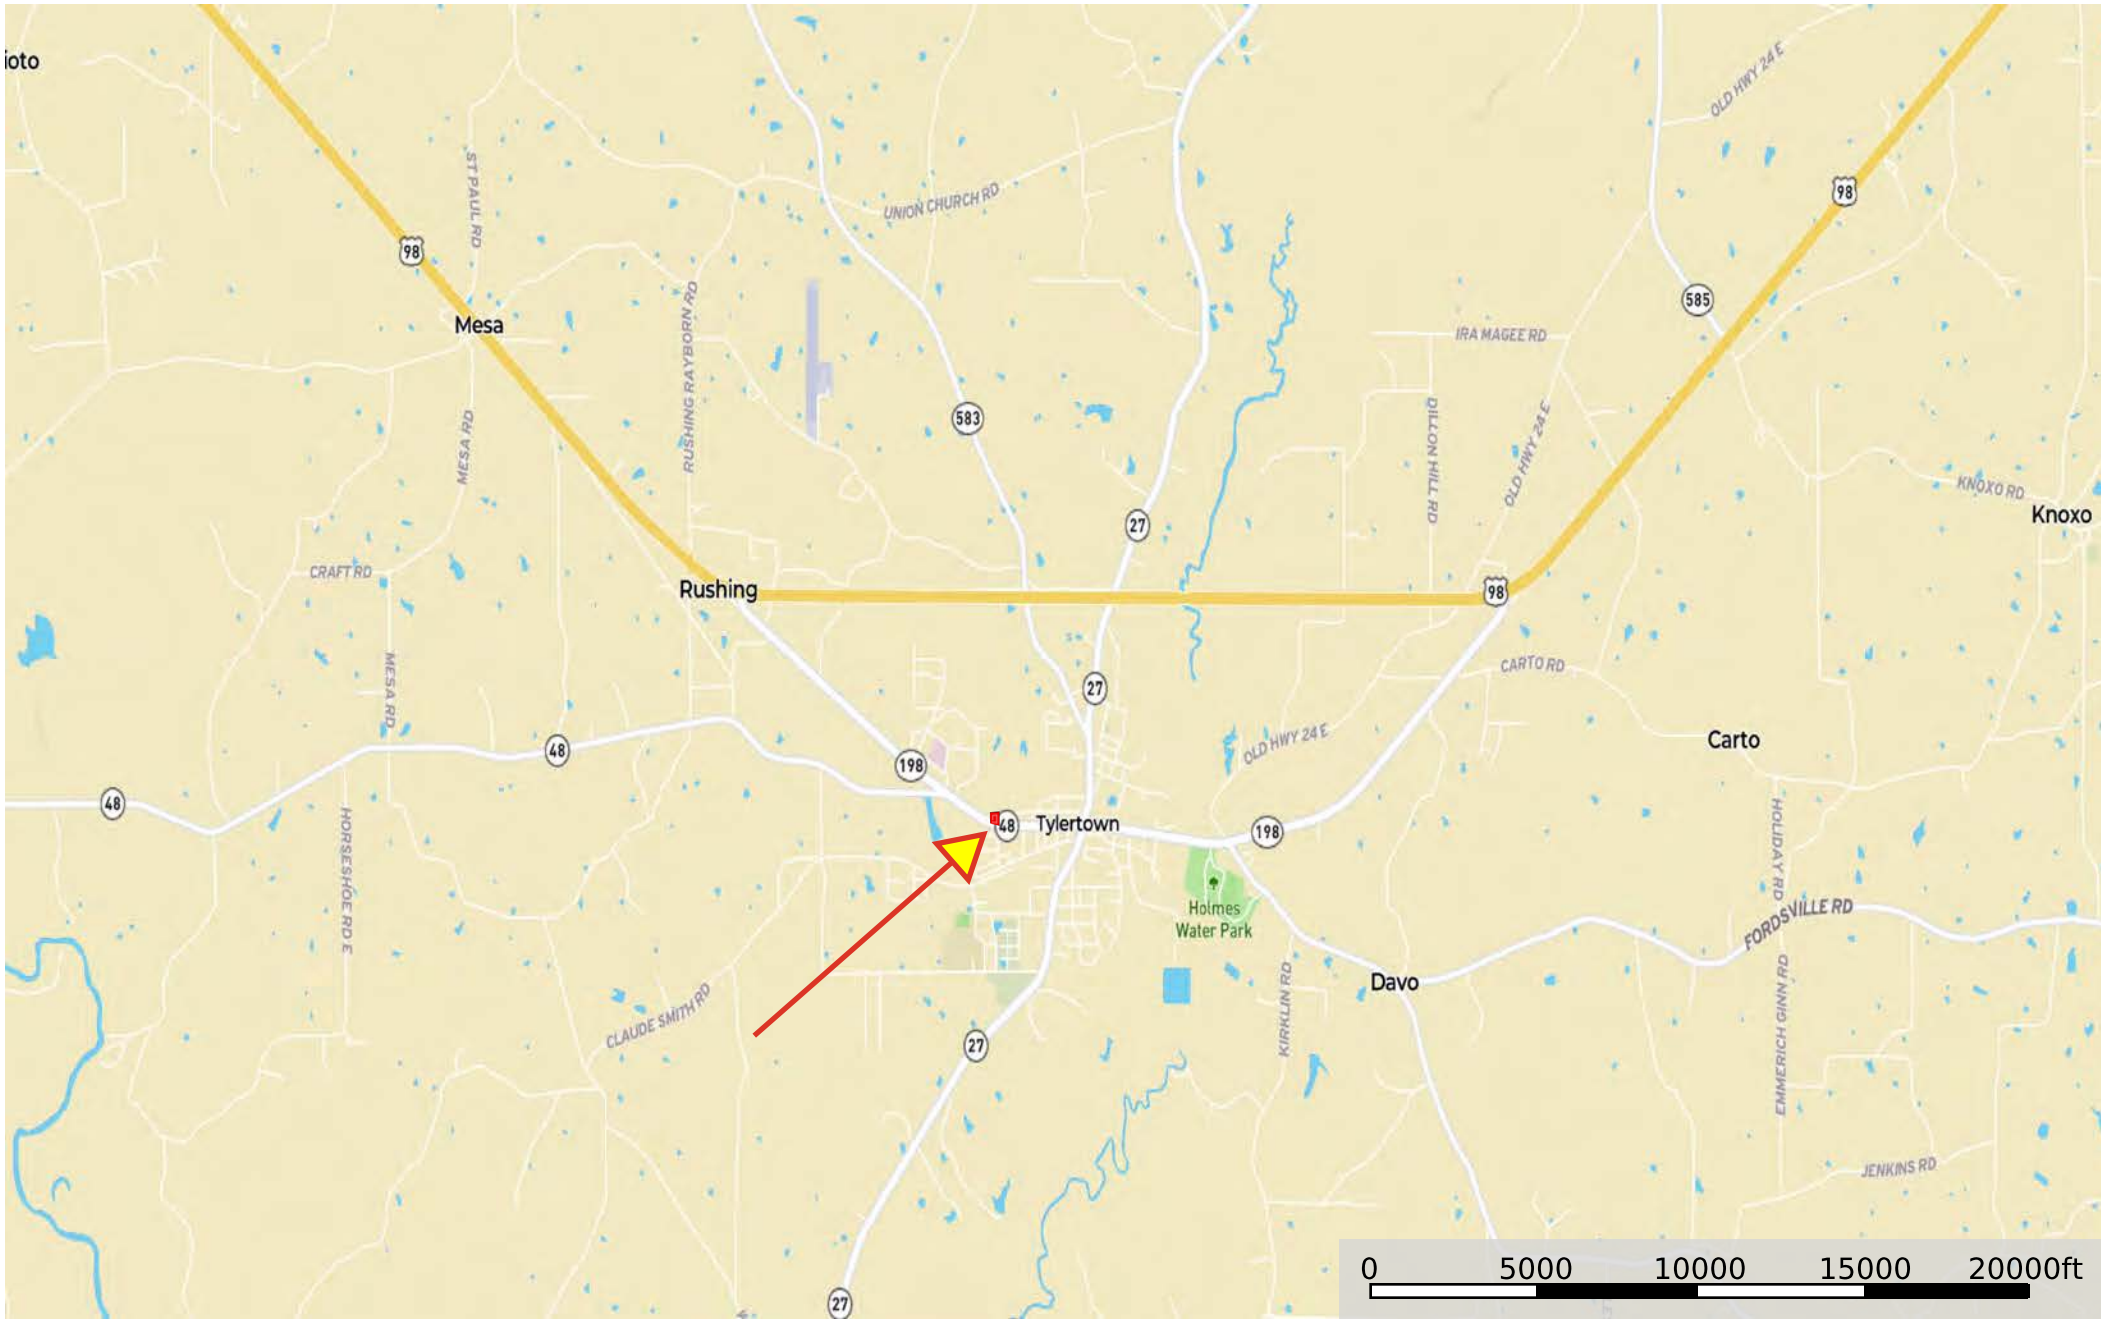 ioto
OLD HWY 24 E
98
ST PAUL RD
UNION CHURCH RD
98
585
Mesa
RUSHING RAYBORN RD
IRA MAGEE RD
583
MESA RD
DILLON HILL RD
OLD HWY 24 E
KNOXO RD
Knoxo
27
CRAFT RD
Rushing
98
MESA RD
27
CARTO RD
48
198
OLD HWY 24 E
Carto
48
48
Tylertown
198
HORSESHOE RD E
HOLIDAY RD
Holmes
Water Park
FORDSVILLE RD
CLAUDE SMITH RD
KIRKLIN RD
Davo
27
EMMERICH GINN RD
JENKINS RD
27
0 5000 10000 15000 20000ft